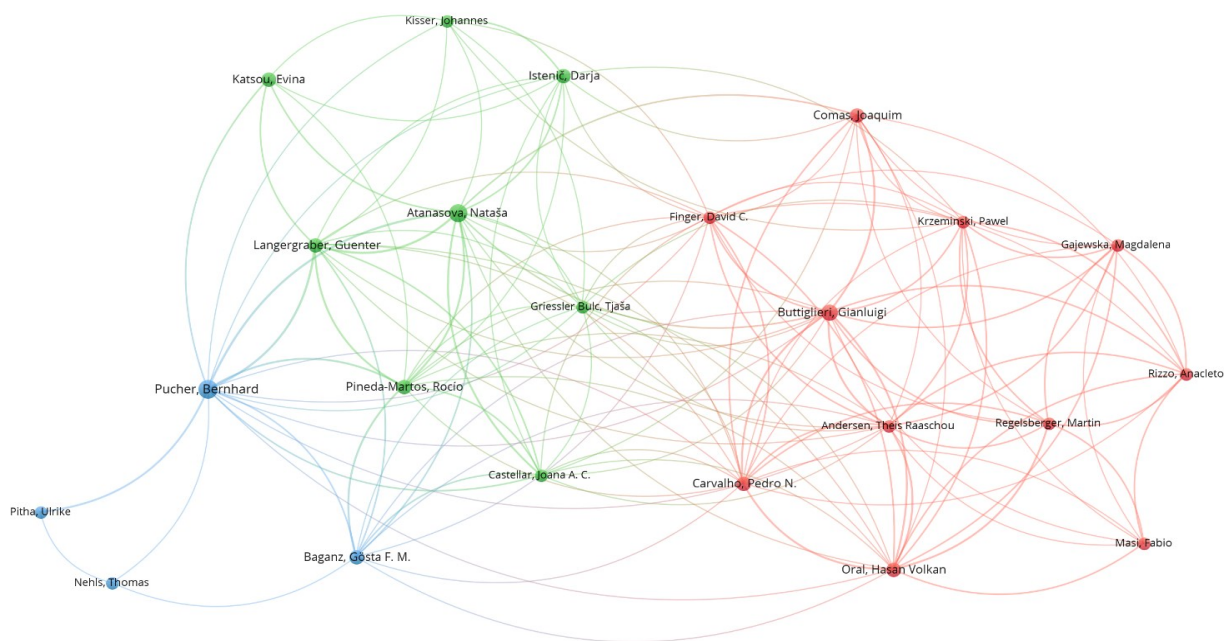 Kisser, Johannes
Katsou, Evina
Istenič, Darja
Comas, Joaquim
Atanasova, Nataša
Finger, David C.
Krzeminski, Pawel
Langergraber, Guenter
Gajewska, Magdalena
Griessler Bulc, Tjaša
Buttiglieri, Gianluigi
Rizzo, Anacleto
Pucher, Bernhard
Pineda-Martos, Rocío
Andersen, Theis Raaschou
Regelsberger, Martin
Castellar, Joana A. C.
Carvalho, Pedro N.
Pitha, Ulrike
Masi, Fabio
Baganz, Gösta F. M.
Oral, Hasan Volkan
Nehls, Thomas